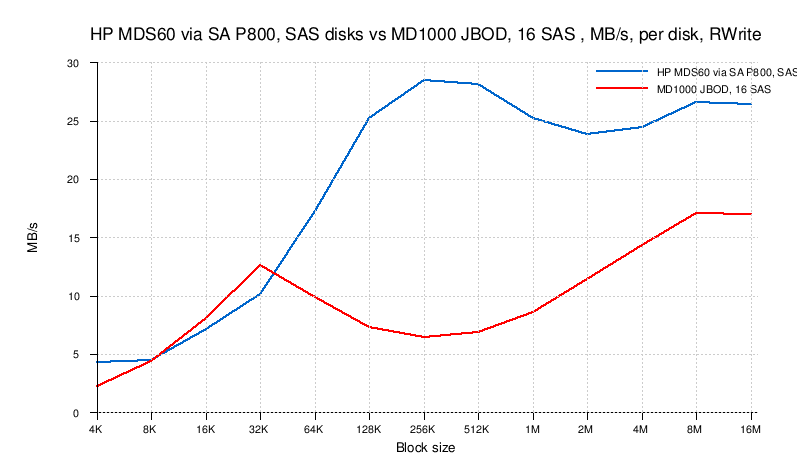 HP MDS60 via SA P800, SAS disks vs MD1000 JBOD, 16 SAS , MB/s, per disk, RWrite
HP MDS60 via SA P800, SAS
MD1000 JBOD, 16 SAS
30
25
20
15
10
5
0
MB/s
4K 8K 16K 32K 64K 128K 256K 512K 1M 2M 4M 8M 16M
Block size